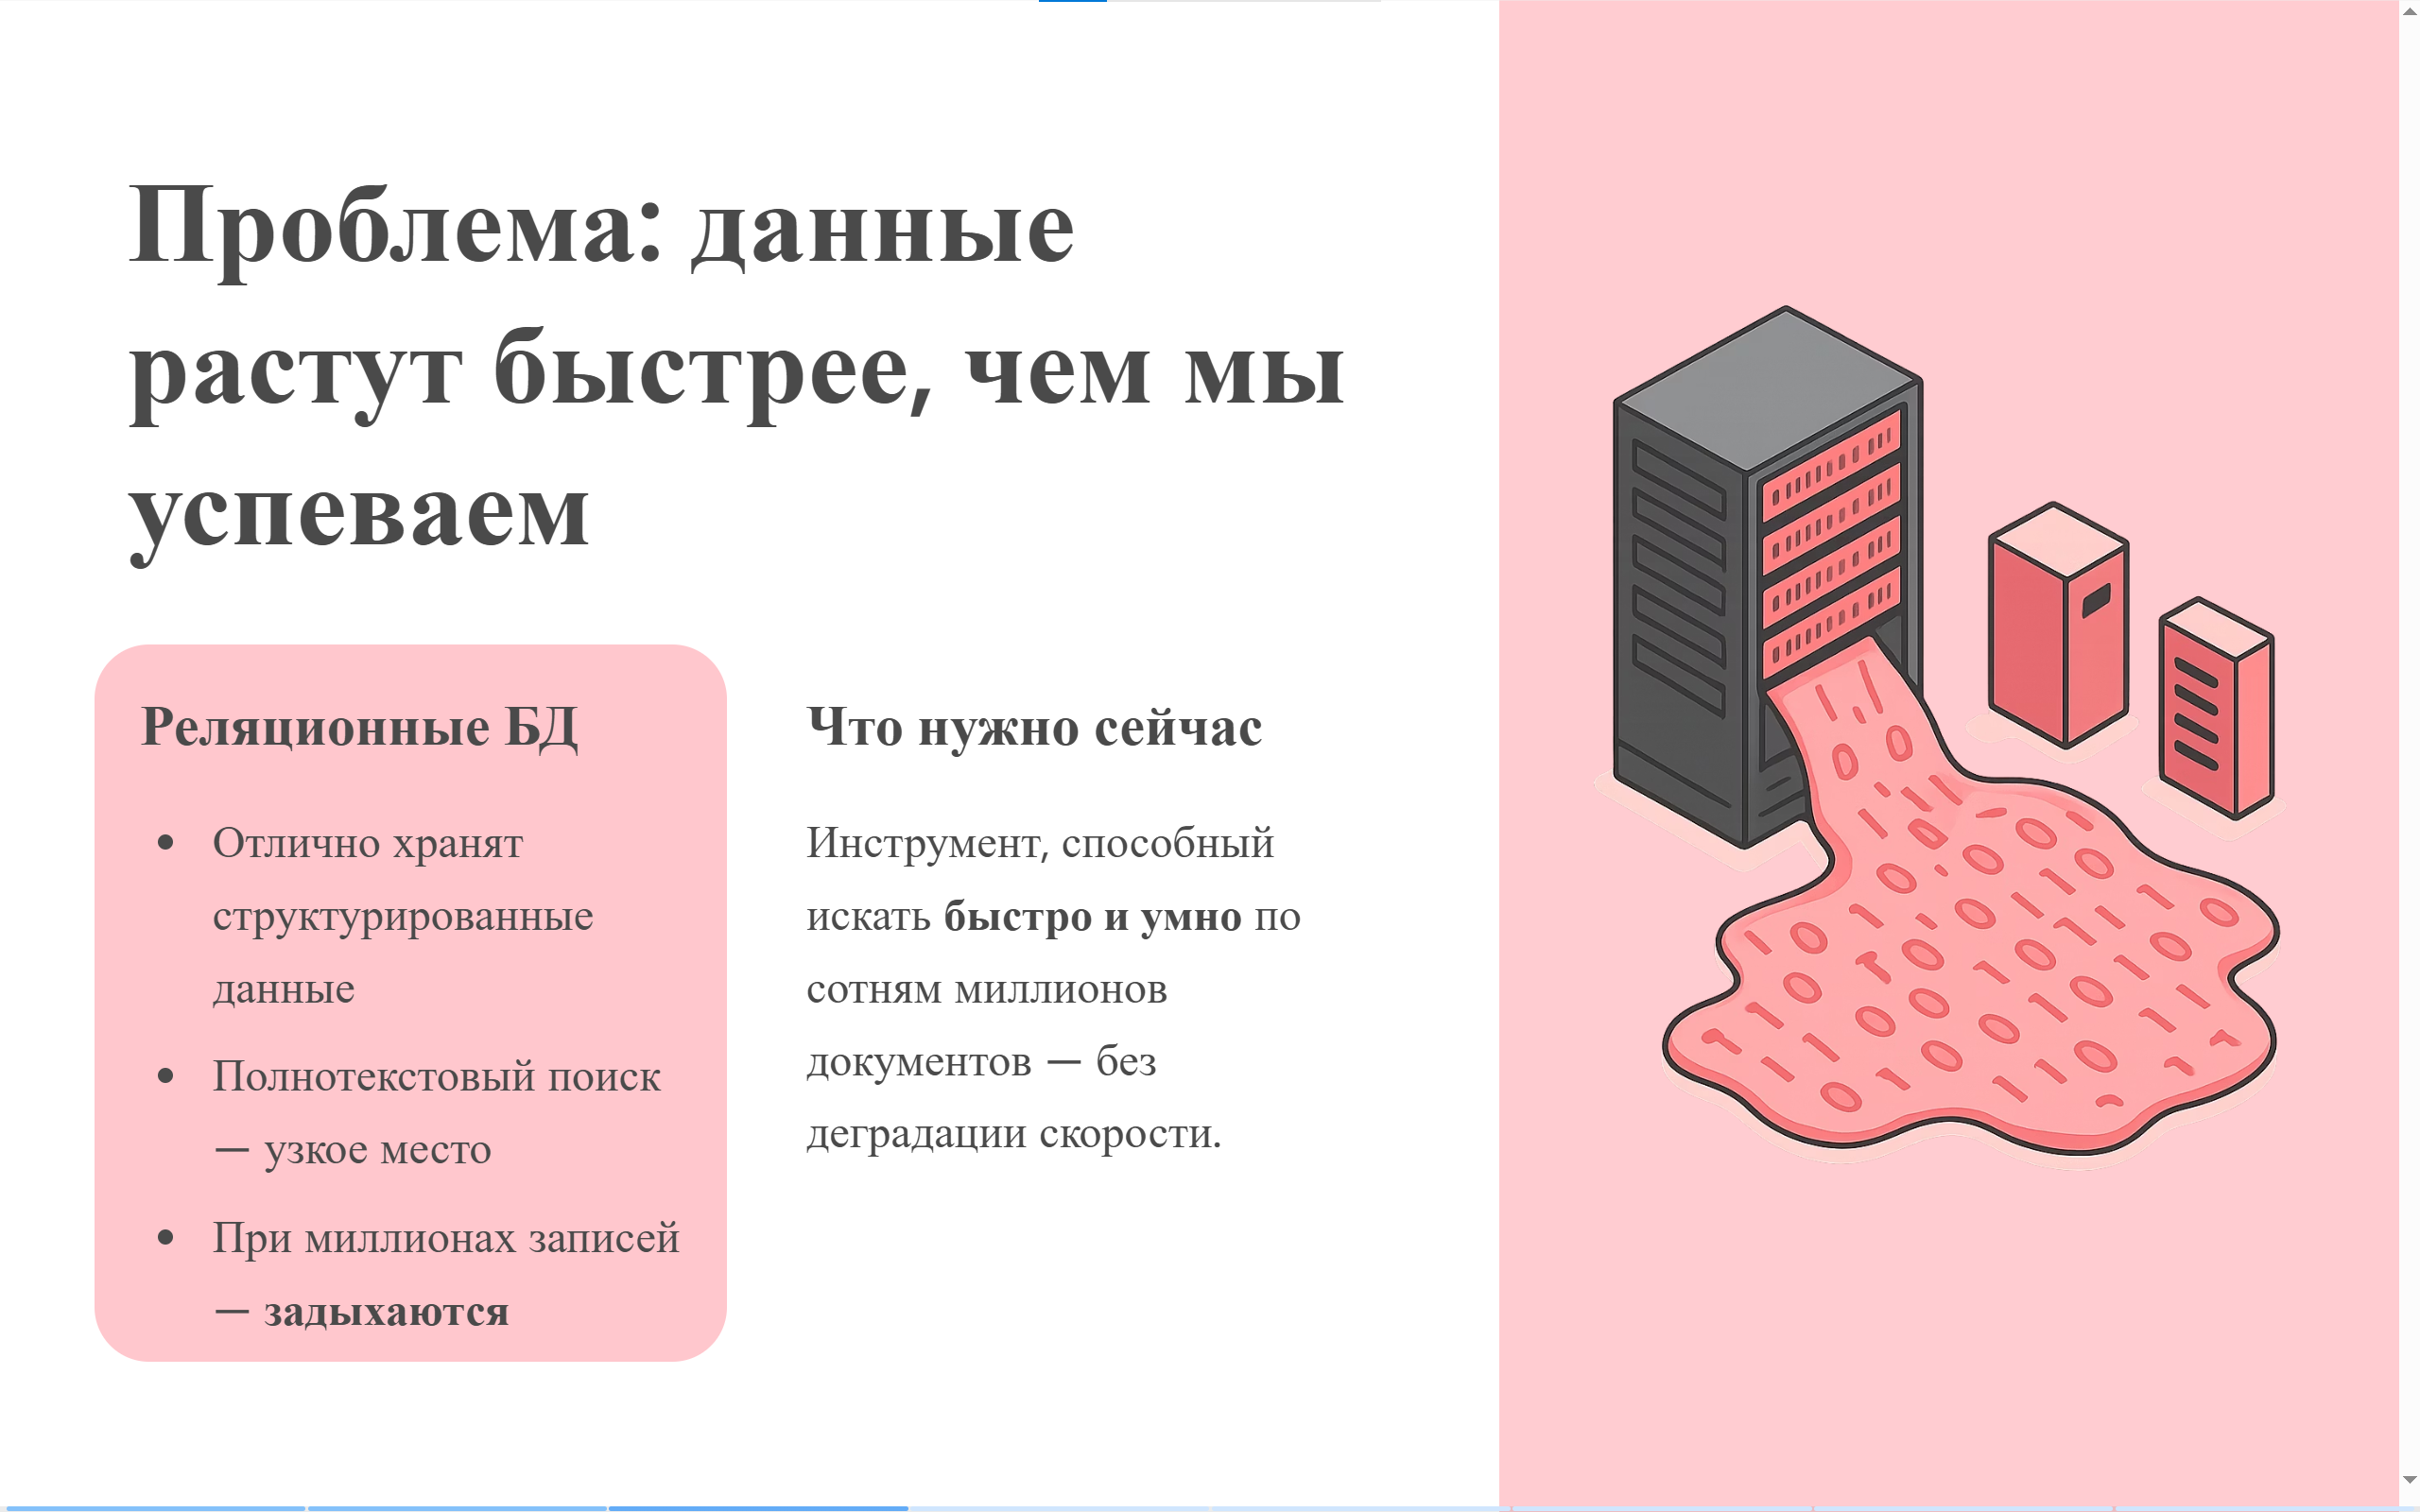 Проблема: данные
растут быстрее, чем мы
успеваем
Реляционные БД
• Отлично хранят
структурированные
данные
• Полнотекстовый поиск
— узкое место
• При миллионах записей
— задыхаются
Что нужно сейчас
Инструмент, способный
искать быстро и умно по
сотням миллионов
документов — без
деградации скорости.